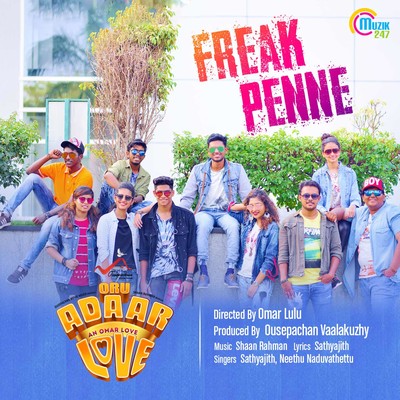 Muzik
247
FREAK
PENNE
ORU
ADAAR
AN OMAR LOVE
LOVE
Directed By Omar Lulu
Produced By Ousepachan Vaalakuzhy
Music Shaan Rahman Lyrics Sathyajith
Singers Sathyajith, Neethu Naduvathettu